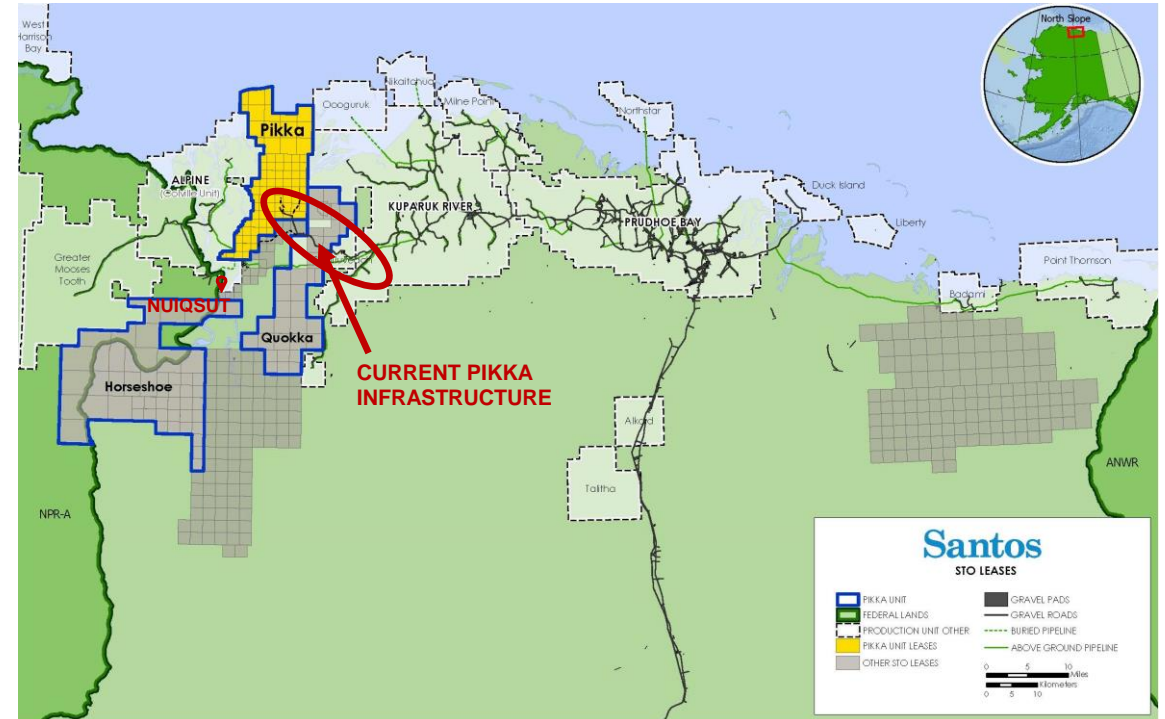 West
Harrison
Bay
North Slope
Nikaitchuq
Oooguruk
Milne Point
Northstar
Pikka
ALPINE
(Colville Unit)
Duck Island
KUPARUK RIVER
PRUDHOE BAY
Liberty
Greater
Mooses
Tooth
Point Thomson
NUIQSUT
Badami
Quokka
CURRENT PIKKA
INFRASTRUCTURE
Horseshoe
Alkaid
Talitha
NPR-A
ANWR
Santos
STO LEASES
PIKKA UNIT
FEDERAL LANDS
PRODUCTION UNIT OTHER
PIKKA UNIT LEASES
OTHER STO LEASES
GRAVEL PADS
GRAVEL ROADS
BURIED PIPELINE
ABOVE GROUND PIPELINE
0 5 10
Miles
Kilometers
0 5 10